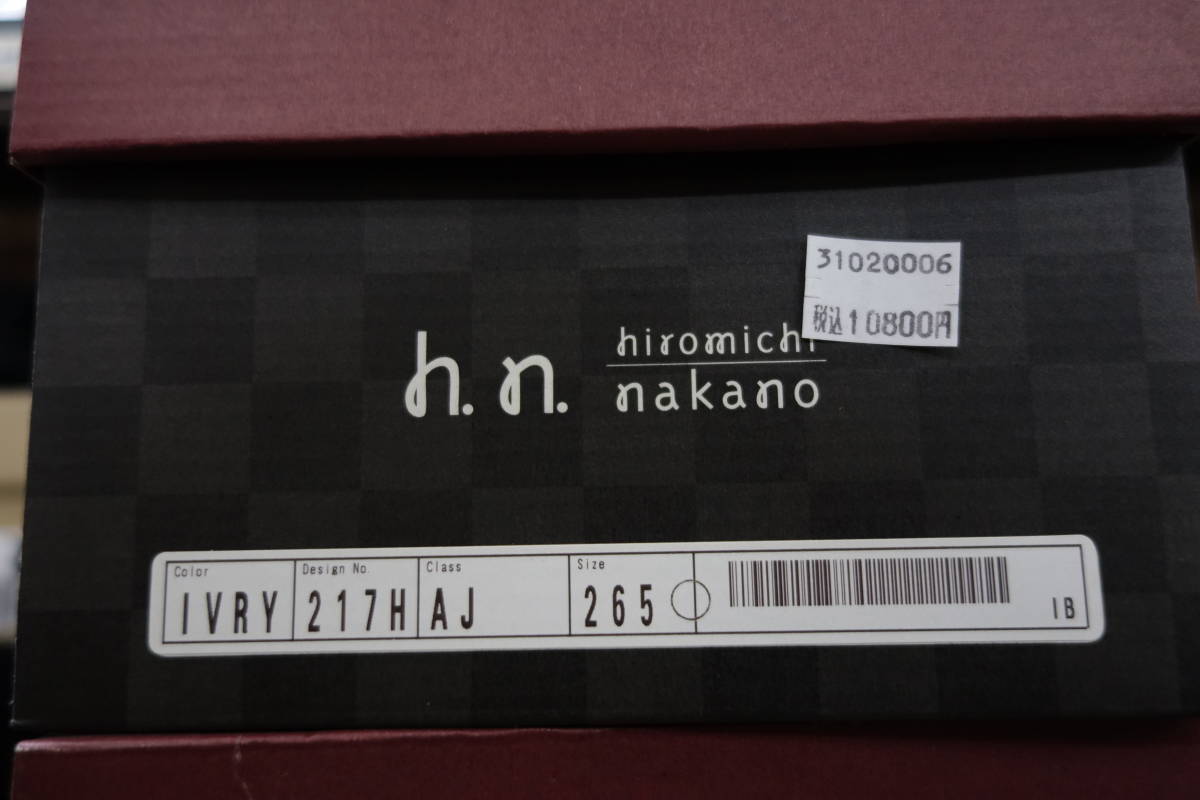 31020006
税込10800円
h.n.
hiromichi
nakano
Color
IVRY
Design No.
217H
Class
AJ
Size
265
IB